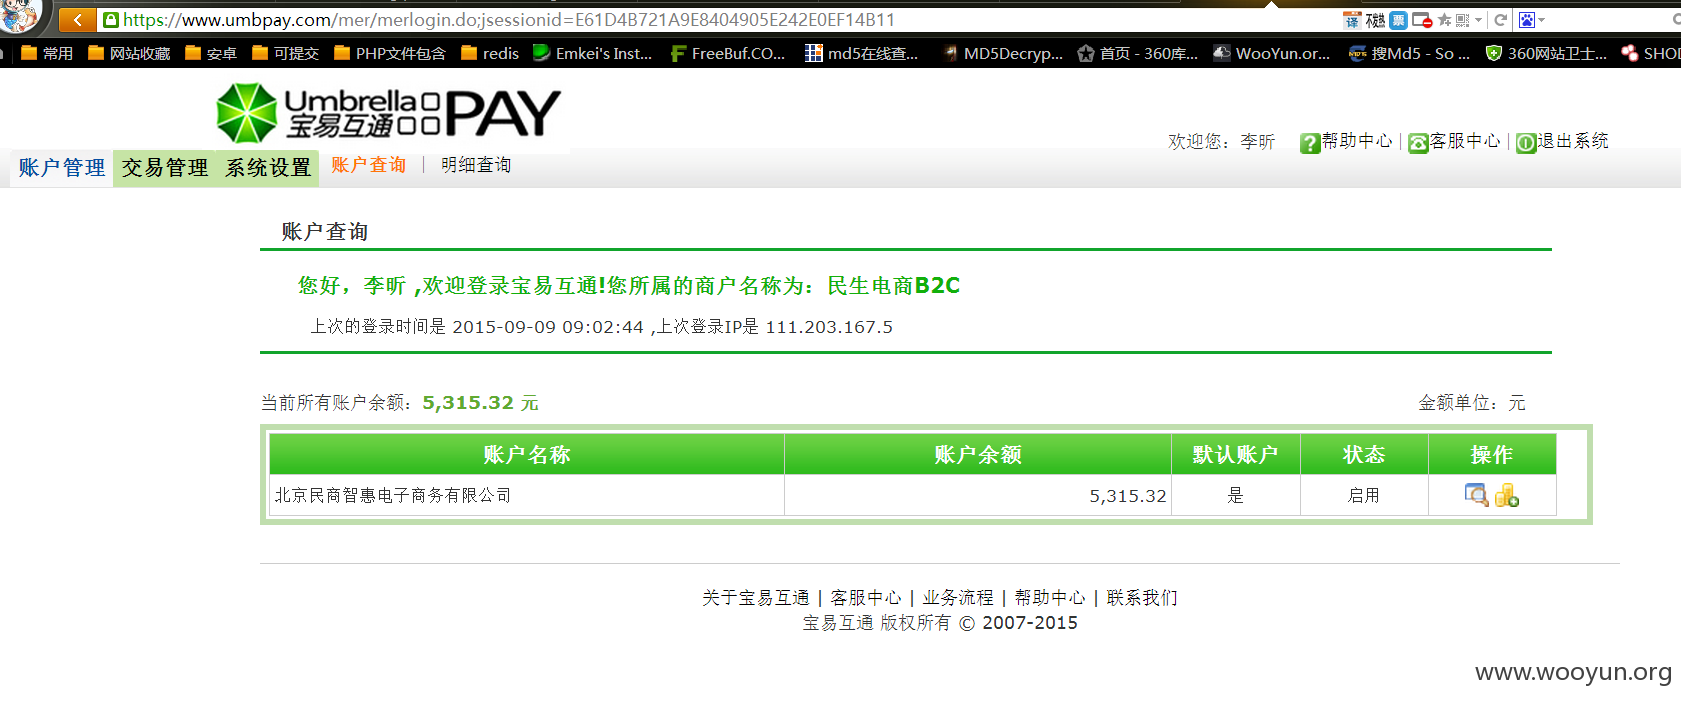 https://www.umbpay.com/mer/merlogin.do;jsessionid=E61D4B721A9E8404905E242E0EF14B11
译 票
常用 网站收藏 安卓 可提交 PHP文件包含 redis Emkei's Inst... FreeBuf.CO... md5在线查... MD5Decryp... 首页 - 360库... WooYun.or... 搜Md5 - So ... 360网站卫士... SHOD
Umbrella PAY
宝易互通
欢迎您：李昕 帮助中心 | 客服中心 | 退出系统
账户管理 交易管理 系统设置 账户查询 | 明细查询
账户查询
您好，李昕 ,欢迎登录宝易互通!您所属的商户名称为：民生电商B2C
上次的登录时间是 2015-09-09 09:02:44 ,上次登录IP是 111.203.167.5
当前所有账户余额：5,315.32 元 金额单位：元
账户名称 账户余额 默认账户 状态 操作
北京民商智惠电子商务有限公司 5,315.32 是 启用
关于宝易互通 | 客服中心 | 业务流程 | 帮助中心 | 联系我们
宝易互通 版权所有 © 2007-2015
www.wooyun.org